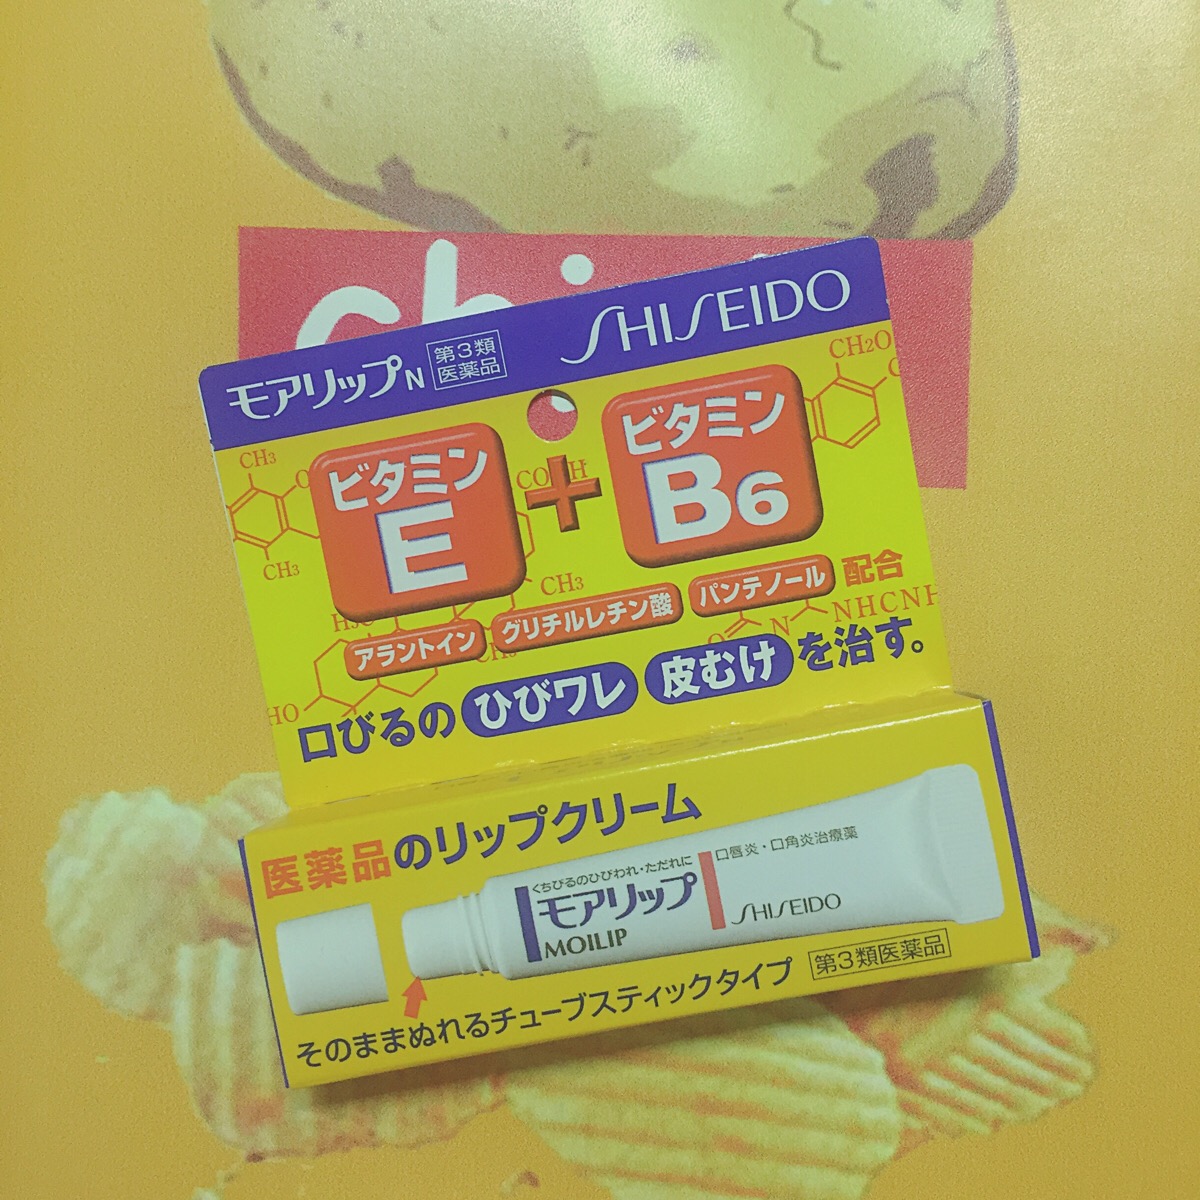 モアリップN
第3類
医薬品
SHISEIDO
ビタミン
E
+
ビタミン
B6
CH3
CH3
CH3
CH2O
NHCNH
HO
N
アラントイン
グリチルレチン酸
パンテノール
配合
口びるの ひびワレ 皮むけ を治す。
医薬品のリップクリーム
くちびるのひびわれ・ただれに
モアリップ
MOILIP
口唇炎・口角炎治療薬
SHISEIDO
そのままぬれるチューブスティックタイプ
第3類医薬品